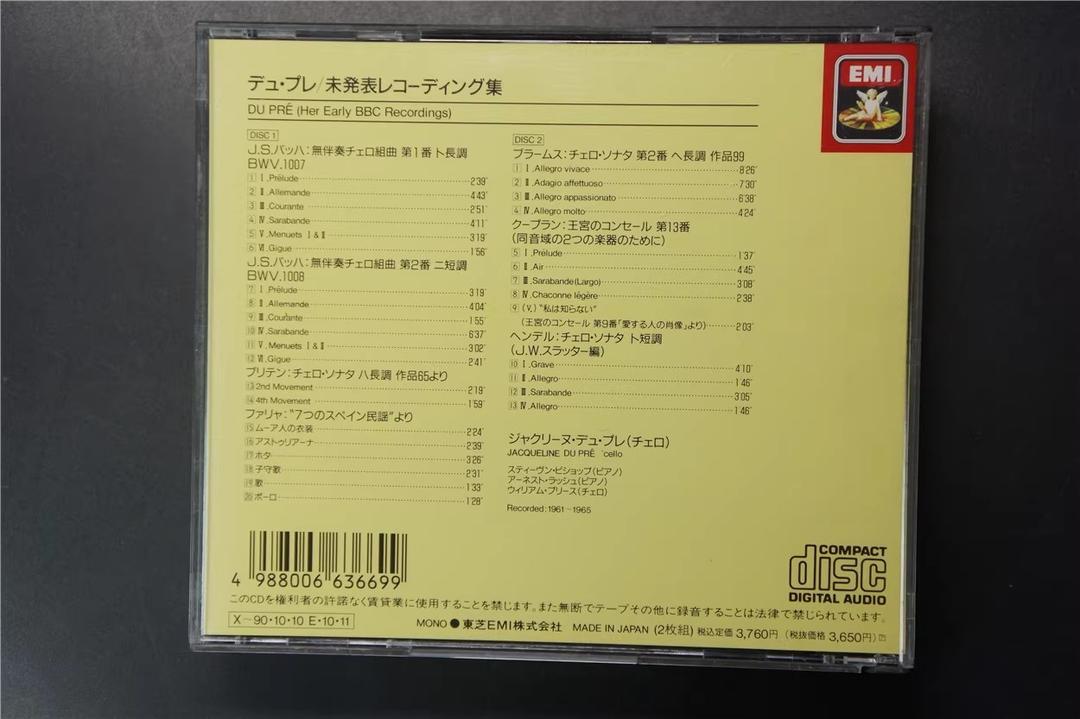 デュ・プレ/未発表レコーディング集
DU PRÉ (Her Early BBC Recordings)
EMI
DISC 1
J.S.バッハ:無伴奏チェロ組曲 第1番 ト長調
BWV.1007
1 Ⅰ.Prélude 2'39"
2 Ⅱ.Allemande 4'43"
3 Ⅲ.Courante 2'51"
4 Ⅳ.Sarabande 4'11"
5 Ⅴ.Menuets Ⅰ&Ⅱ 3'19"
6 Ⅵ.Gigue 1'56"
J.S.バッハ:無伴奏チェロ組曲 第2番 ニ短調
BWV.1008
7 Ⅰ.Prélude 3'19"
8 Ⅱ.Allemande 4'04"
9 Ⅲ.Courante 1'55"
10 Ⅳ.Sarabande 6'37"
11 Ⅴ.Menuets Ⅰ&Ⅱ 3'02"
12 Ⅵ.Gigue 2'41"
ブリテン:チェロ・ソナタ ハ長調 作品65より
13 2nd Movement 2'19"
14 4th Movement 1'59"
ファリャ:"7つのスペイン民謡"より
15 ムーア人の衣装 2'24"
16 アストゥリアーナ 2'39"
17 ホタ 3'26"
18 子守歌 2'31"
19 歌 1'33"
20 ポーロ 1'28"
DISC 2
ブラームス:チェロ・ソナタ 第2番 ヘ長調 作品99
1 Ⅰ.Allegro vivace 8'26"
2 Ⅱ.Adagio affettuoso 7'30"
3 Ⅲ.Allegro appassionato 6'38"
4 Ⅳ.Allegro molto 4'24"
クープラン:王宮のコンセール 第13番
(同音域の2つの楽器のために)
5 Ⅰ.Prélude 1'37"
6 Ⅱ.Air 4'45"
7 Ⅲ.Sarabande(Largo) 3'08"
8 Ⅳ.Chaconne légère 2'38"
9 (Ⅴ.)"私は知らない"
(王宮のコンセール 第9番「愛する人の肖像」より) 2'03"
ヘンデル:チェロ・ソナタ ト短調
(J.W.スラッター編)
10 Ⅰ.Grave 4'10"
11 Ⅱ.Allegro 1'46"
12 Ⅲ.Sarabande 3'05"
13 Ⅳ.Allegro 1'46"
ジャクリーヌ・デュ・プレ(チェロ)
JACQUELINE DU PRÉ 'cello
スティーヴン・ビショップ(ピアノ)
アーネスト・ラッシュ(ピアノ)
ウィリアム・プリース(チェロ)
Recorded:1961~1965
4 988006 636699
COMPACT
disc
DIGITAL AUDIO
このCDを権利者の許諾なく賃貸業に使用することを禁じます。また無断でテープその他に録音することは法律で禁じられています。
X-90・10・10 E・10・11
MONO ● 東芝EMI株式会社 MADE IN JAPAN (2枚組) 税込定価 3,760円 (税抜価格 3,650円)